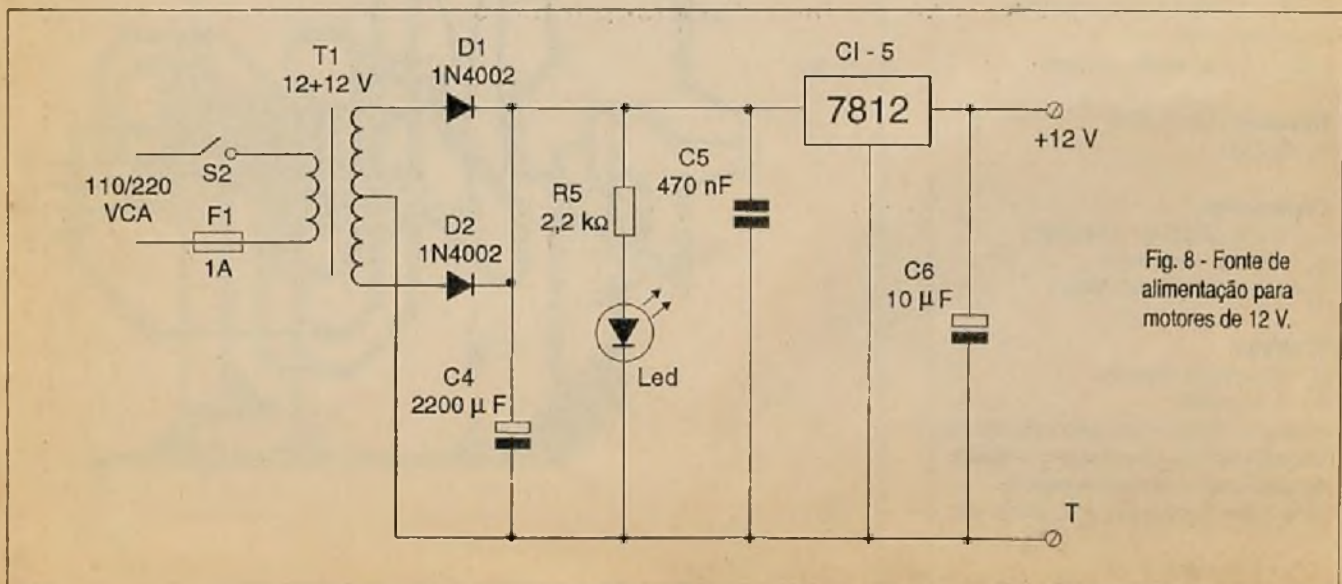 T1
12+12 V
D1
1N4002
CI - 5
7812
+12 V
110/220
VCA
S2
F1
1A
D2
1N4002
R5
2,2 kΩ
C5
470 nF
Led
C4
2200 µF
C6
10 µF
T
Fig. 8 - Fonte de
alimentação para
motores de 12 V.